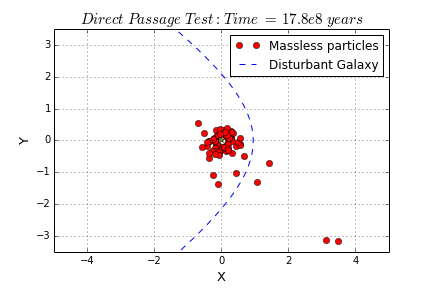 Direct Passage Test : Time = 17.8e8 years
Massless particles
Disturbant Galaxy
Y
3
2
1
0
−1
−2
−3
−4 −2 0 2 4
X